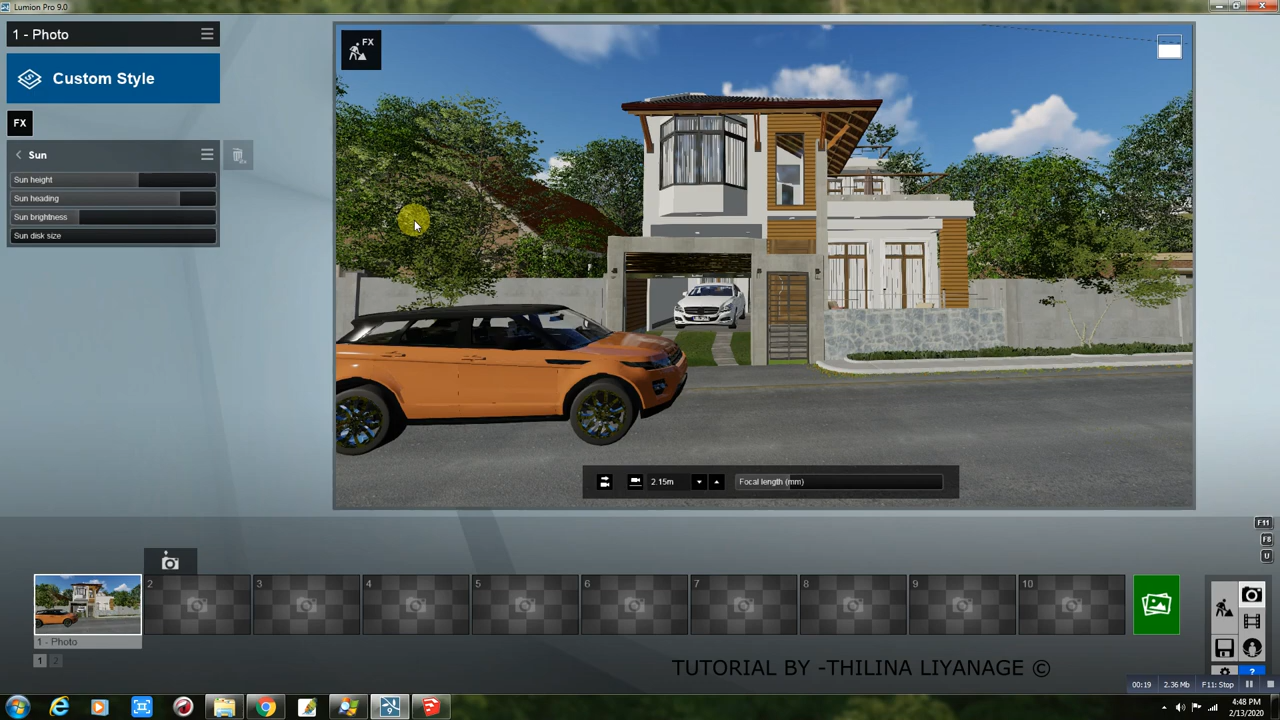 Lumion Pro 9.0
1 - Photo
FX
Custom Style
FX
Sun
Sun height
Sun heading
Sun brightness
Sun disk size
2.15m
Focal length (mm)
F11
F8
U
2
3
4
5
6
7
8
9
10
1 - Photo
1 2
?
TUTORIAL BY -THILINA LIYANAGE ©
00:19 2.36 Mb F11: Stop
4:48 PM
2/13/2020